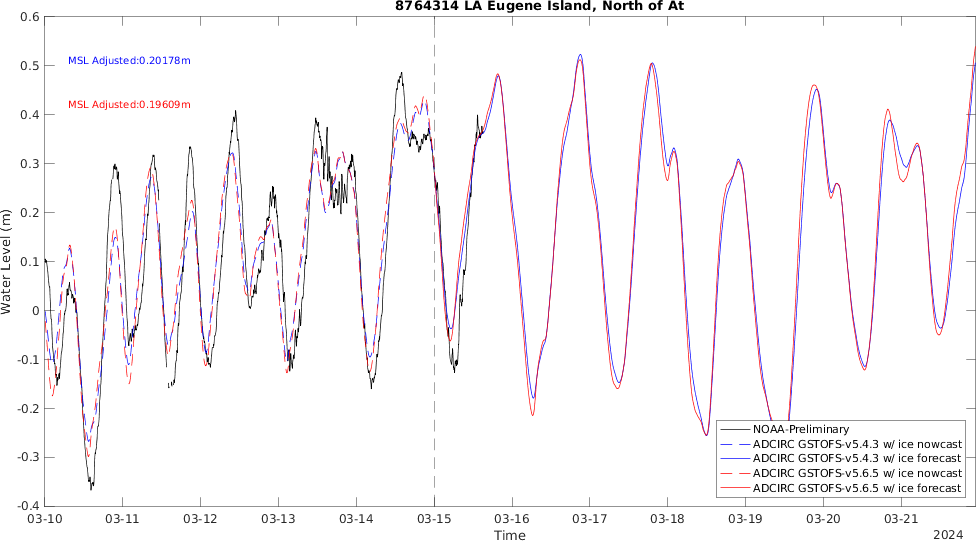 8764314 LA Eugene Island, North of At
0.6
0.5
0.4
0.3
0.2
0.1
0
-0.1
-0.2
-0.3
-0.4
Water Level (m)
MSL Adjusted:0.20178m
MSL Adjusted:0.19609m
NOAA-Preliminary
ADCIRC GSTOFS-v5.4.3 w/ ice nowcast
ADCIRC GSTOFS-v5.4.3 w/ ice forecast
ADCIRC GSTOFS-v5.6.5 w/ ice nowcast
ADCIRC GSTOFS-v5.6.5 w/ ice forecast
03-10 03-11 03-12 03-13 03-14 03-15 03-16 03-17 03-18 03-19 03-20 03-21
Time
2024